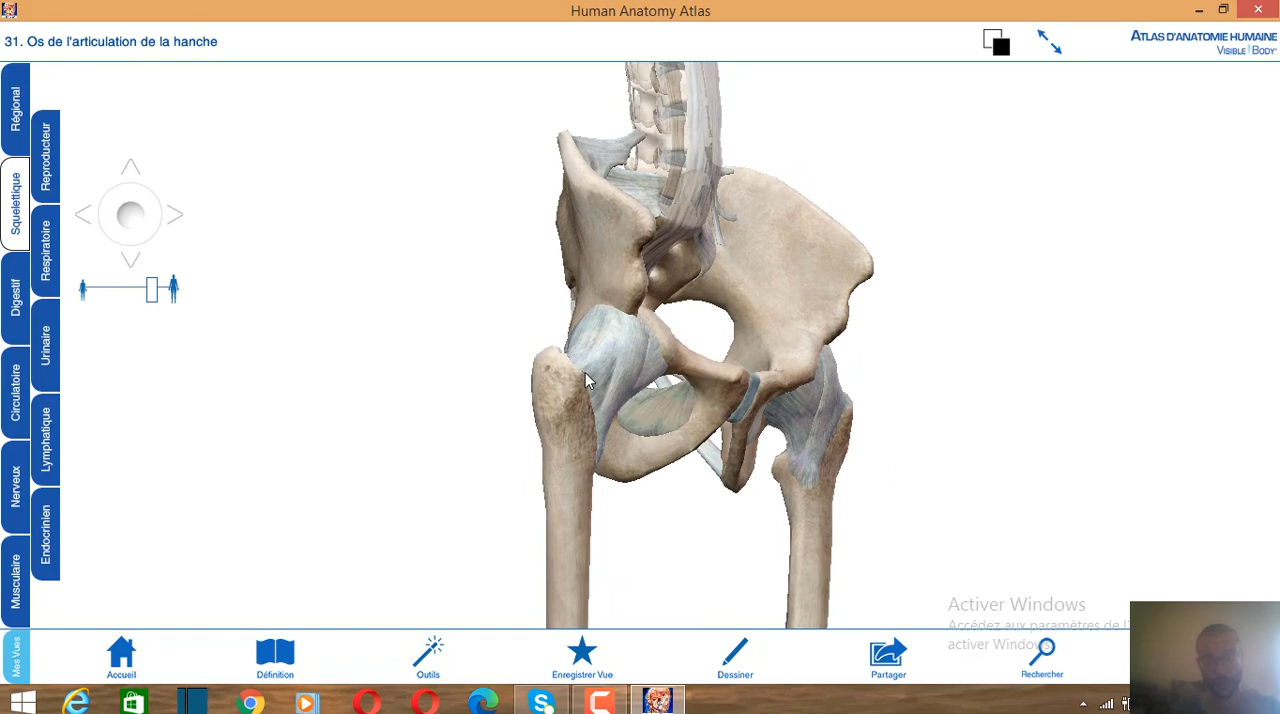 Human Anatomy Atlas
31. Os de l'articulation de la hanche
ATLAS D'ANATOMIE HUMAINE
VISIBLE BODY
Régional
Squelettique
Digestif
Circulatoire
Nerveux
Musculaire
Mes Vues
Reproducteur
Respiratoire
Urinaire
Lymphatique
Endocrinien
Activer Windows
Accédez aux paramètres de l'
activer Windows
Accueil
Définition
Outils
Enregistrer Vue
Dessiner
Partager
Rechercher